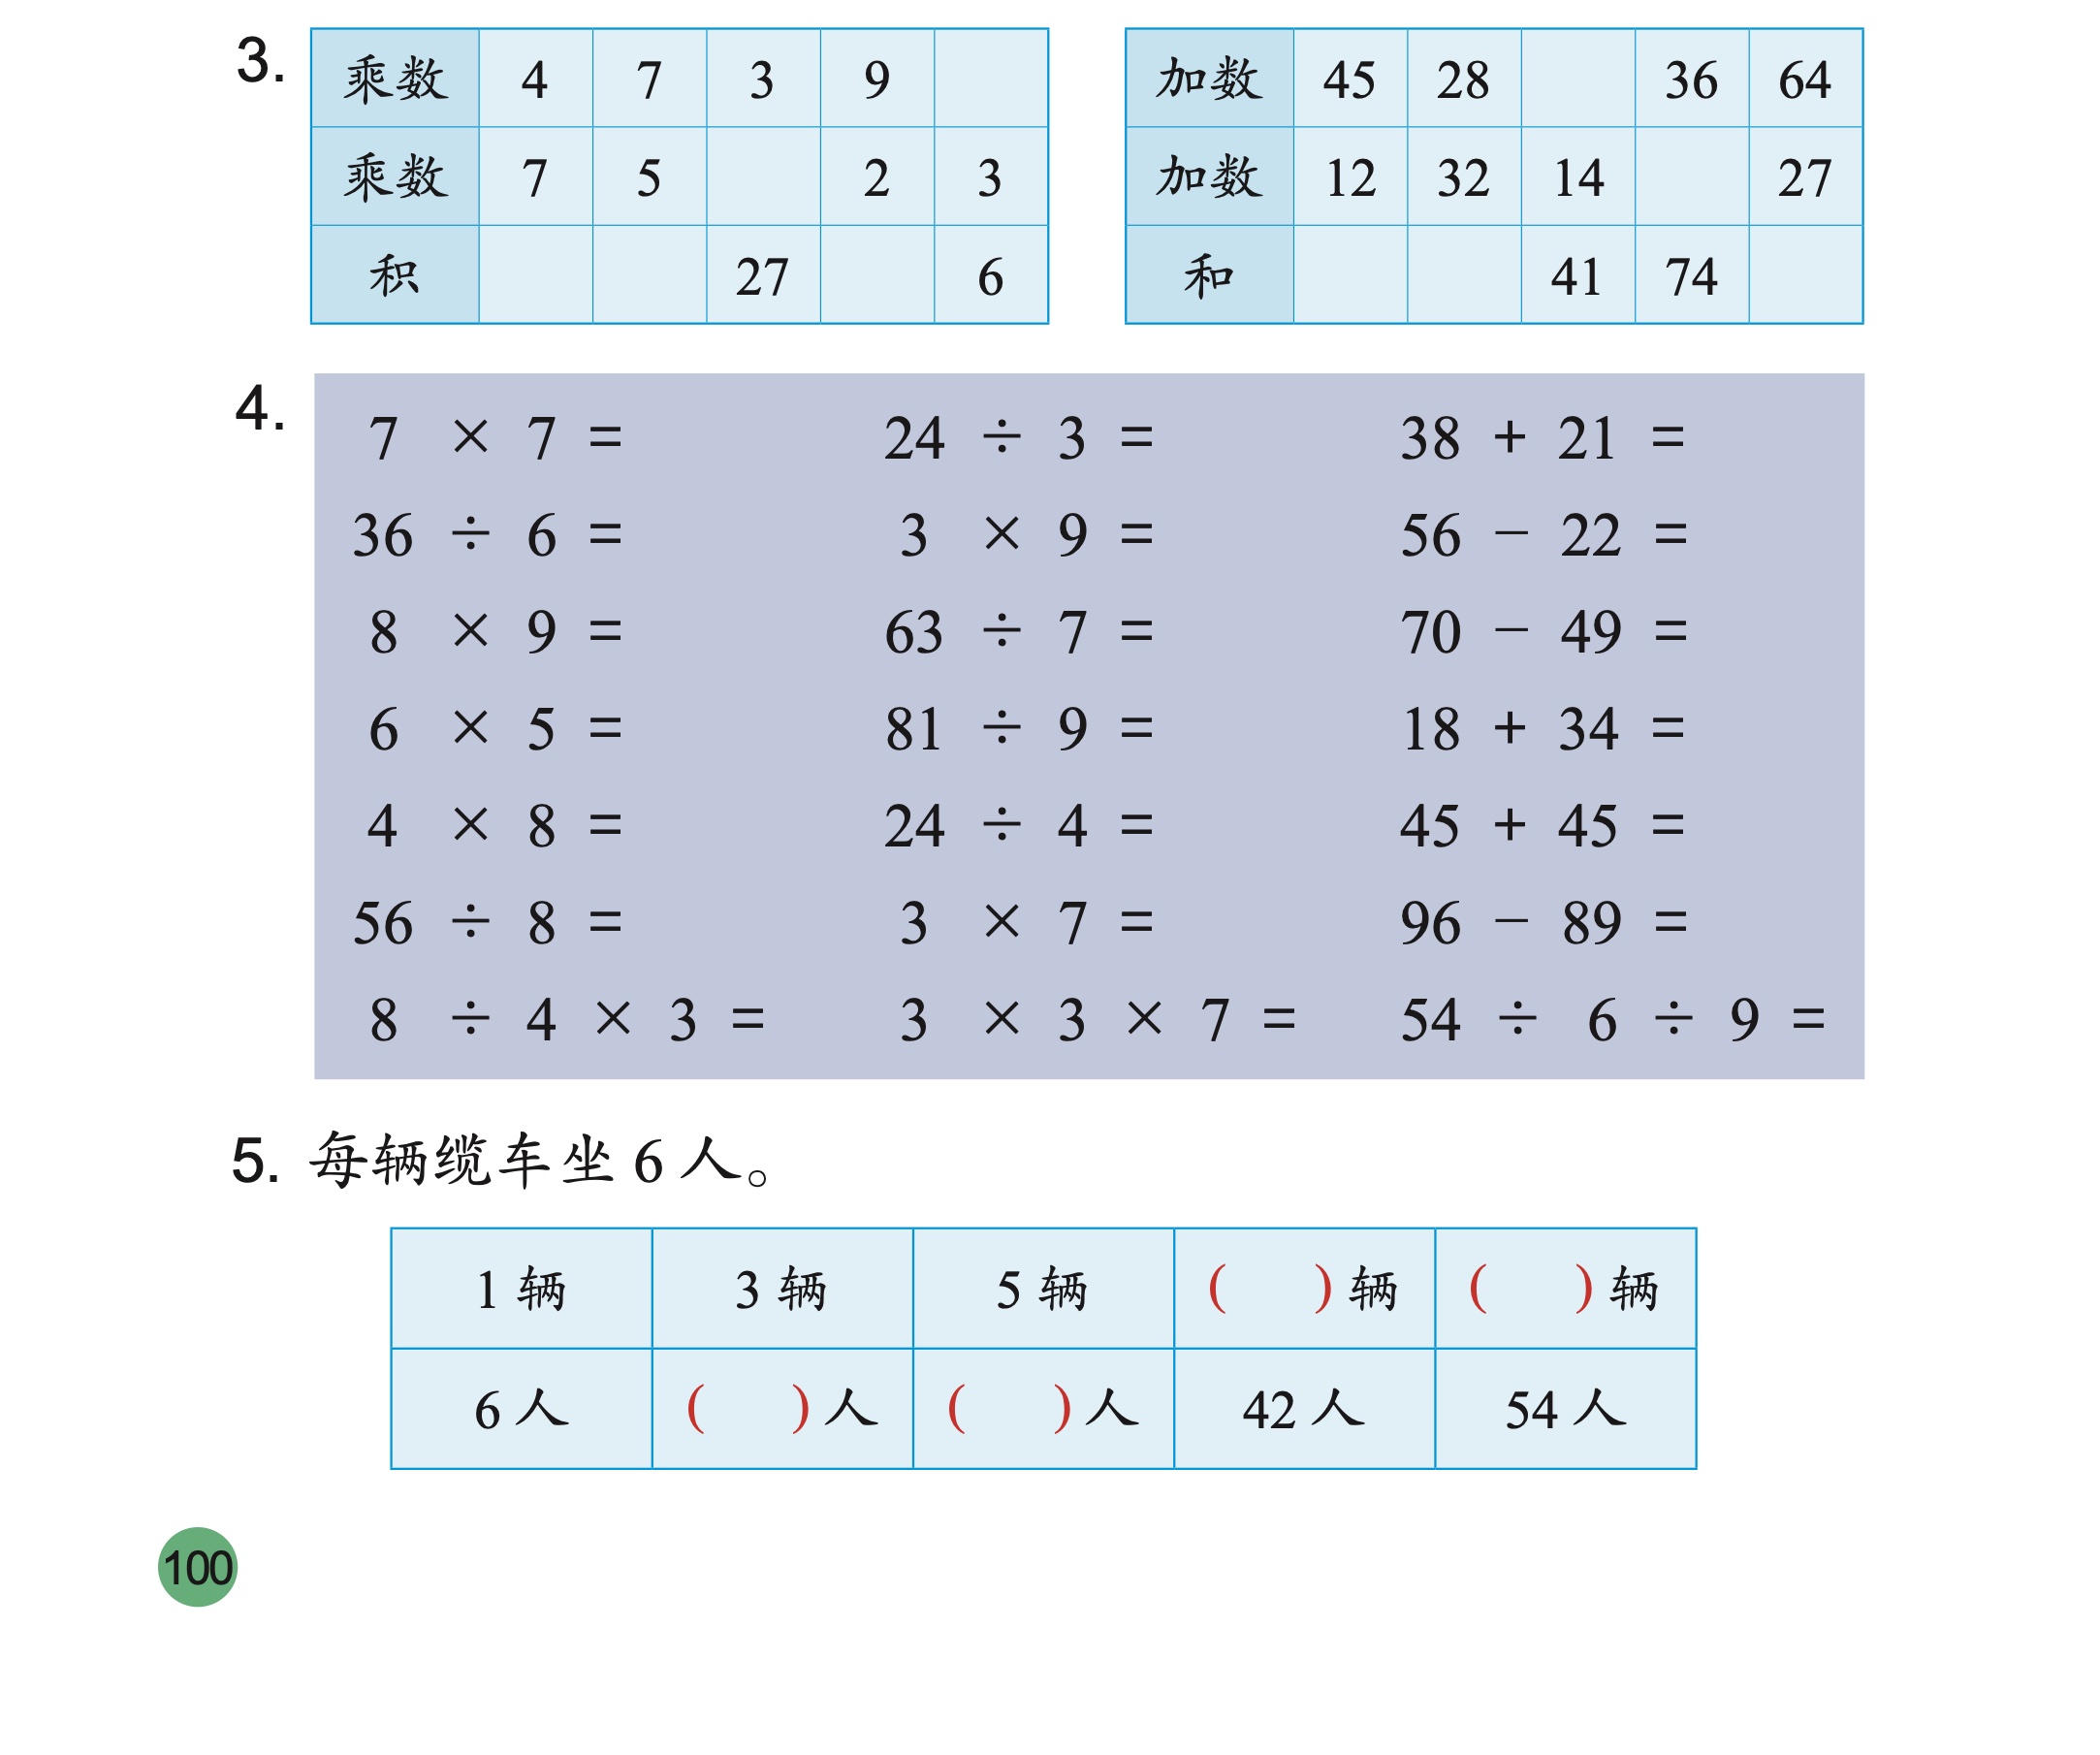 3.
乘数 4 7 3 9
乘数 7 5 2 3
积 27 6
加数 45 28 36 64
加数 12 32 14 27
和 41 74
4.
7 × 7 = 24 ÷ 3 = 38 + 21 =
36 ÷ 6 = 3 × 9 = 56 − 22 =
8 × 9 = 63 ÷ 7 = 70 − 49 =
6 × 5 = 81 ÷ 9 = 18 + 34 =
4 × 8 = 24 ÷ 4 = 45 + 45 =
56 ÷ 8 = 3 × 7 = 96 − 89 =
8 ÷ 4 × 3 = 3 × 3 × 7 = 54 ÷ 6 ÷ 9 =
5. 每辆缆车坐 6 人。
1 辆 3 辆 5 辆 ( ) 辆 ( ) 辆
6 人 ( ) 人 ( ) 人 42 人 54 人
100